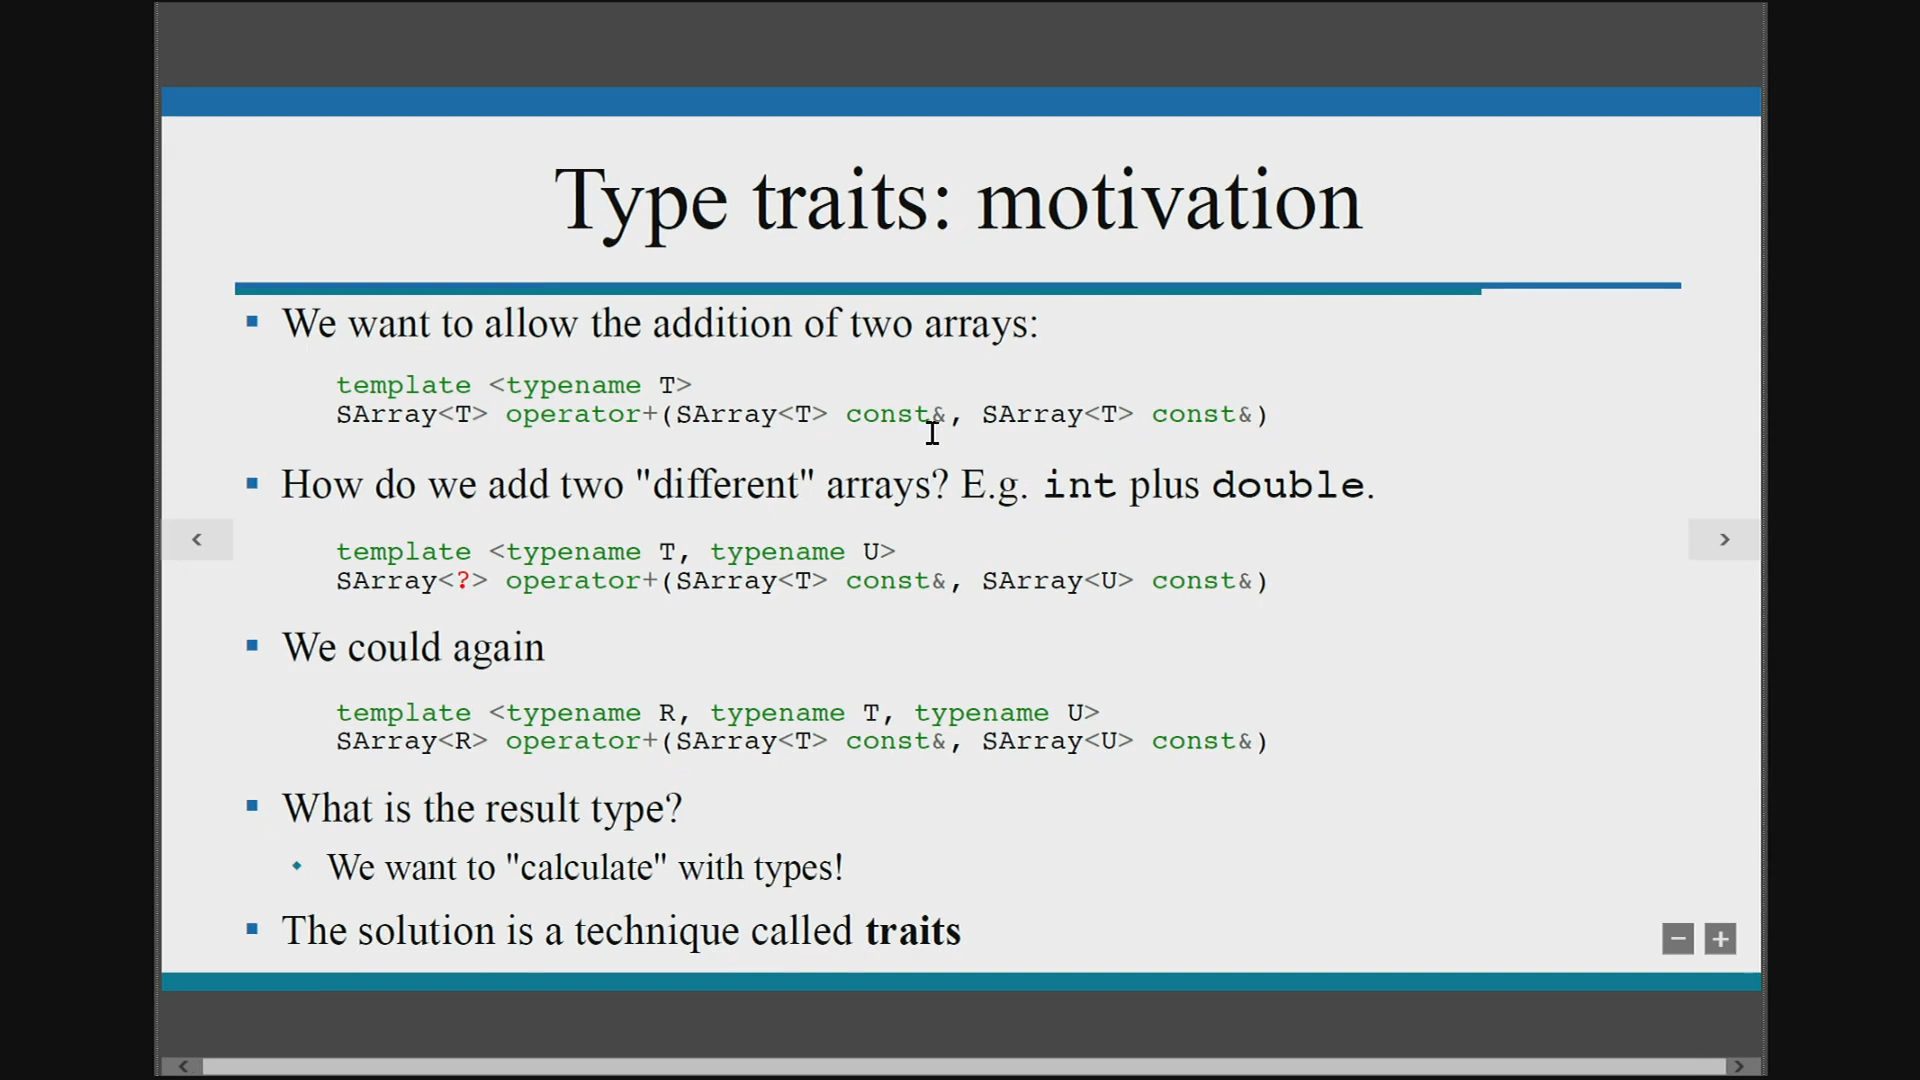 Type traits: motivation
We want to allow the addition of two arrays:
template <typename T>
SArray<T> operator+(SArray<T> const&, SArray<T> const&)
How do we add two "different" arrays? E.g. int plus double.
template <typename T, typename U>
SArray<?> operator+(SArray<T> const&, SArray<U> const&)
We could again
template <typename R, typename T, typename U>
SArray<R> operator+(SArray<T> const&, SArray<U> const&)
What is the result type?
We want to "calculate" with types!
The solution is a technique called traits